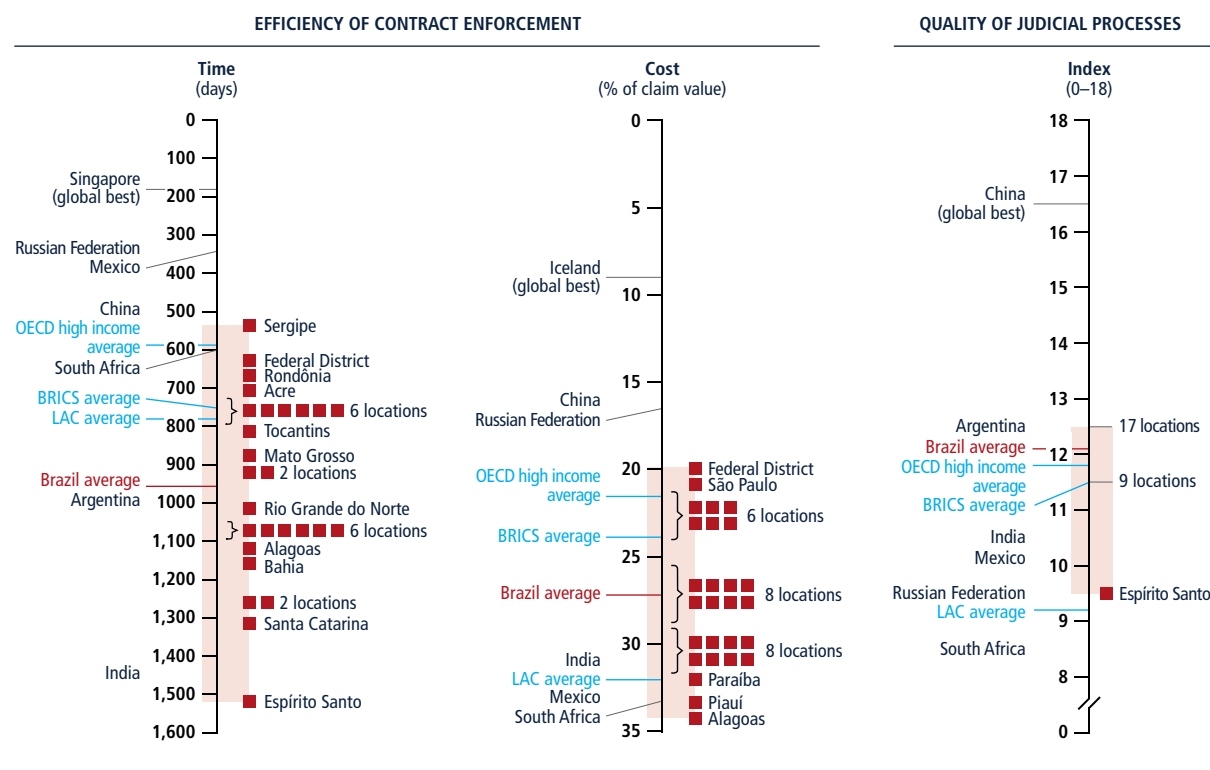 EFFICIENCY OF CONTRACT ENFORCEMENT
Time
(days)
0
100
Singapore
(global best)
200
300
Russian Federation
Mexico
400
China
500
OECD high income
average
Sergipe
600
South Africa
Federal District
Rondônia
700
Acre
BRICS average
6 locations
LAC average
800
Tocantins
Mato Grosso
900
2 locations
Brazil average
Argentina
1000
Rio Grande do Norte
6 locations
1,100
Alagoas
Bahia
1,200
2 locations
1,300
Santa Catarina
1,400
India
1,500
Espírito Santo
1,600
Cost
(% of claim value)
0
5
Iceland
(global best)
10
15
China
Russian Federation
20
Federal District
OECD high income
average
São Paulo
6 locations
BRICS average
25
Brazil average
8 locations
30
8 locations
India
LAC average
Paraíba
Mexico
Piauí
South Africa
Alagoas
35
QUALITY OF JUDICIAL PROCESSES
Index
(0–18)
18
17
China
(global best)
16
15
14
13
Argentina
17 locations
Brazil average
12
OECD high income
average
9 locations
BRICS average
11
India
Mexico
10
Russian Federation
Espírito Santo
LAC average
9
South Africa
8
0